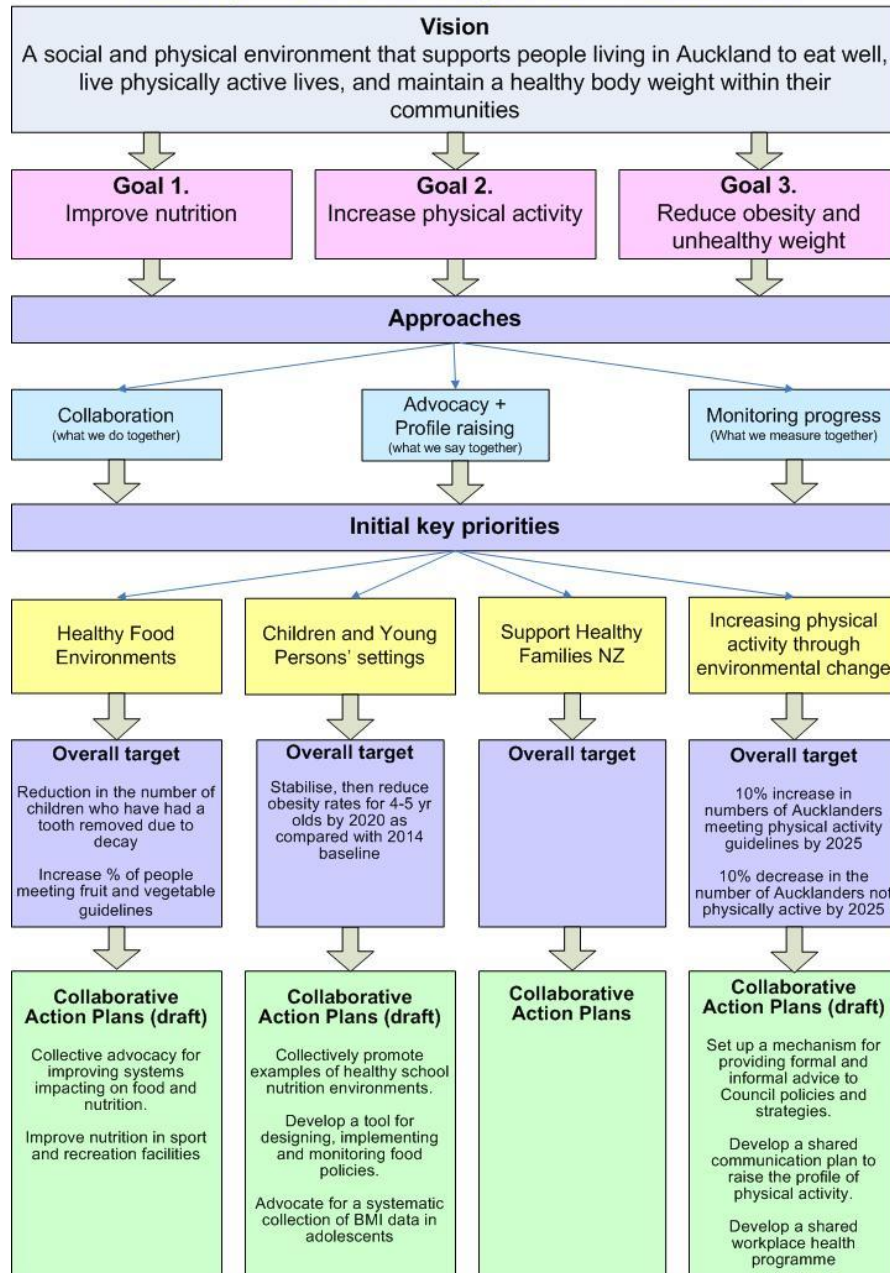 Vision
A social and physical environment that supports people living in Auckland to eat well,
live physically active lives, and maintain a healthy body weight within their
communities
Goal 1.
Improve nutrition
Goal 2.
Increase physical activity
Goal 3.
Reduce obesity and
unhealthy weight
Approaches
Collaboration
(what we do together)
Advocacy +
Profile raising
(what we say together)
Monitoring progress
(What we measure together)
Initial key priorities
Healthy Food
Environments
Children and Young
Persons' settings
Support Healthy
Families NZ
Increasing physical
activity through
environmental change
Overall target
Reduction in the number of
children who have had a
tooth removed due to
decay
Increase % of people
meeting fruit and vegetable
guidelines
Overall target
Stabilise, then reduce
obesity rates for 4-5 yr
olds by 2020 as
compared with 2014
baseline
Overall target
Overall target
10% increase in
numbers of Aucklanders
meeting physical activity
guidelines by 2025
10% decrease in the
number of Aucklanders not
physically active by 2025
Collaborative
Action Plans (draft)
Collective advocacy for
improving systems
impacting on food and
nutrition.
Improve nutrition in sport
and recreation facilities
Collaborative
Action Plans (draft)
Collectively promote
examples of healthy school
nutrition environments.
Develop a tool for
designing, implementing
and monitoring food
policies.
Advocate for a systematic
collection of BMI data in
adolescents
Collaborative
Action Plans
Collaborative
Action Plans (draft)
Set up a mechanism for
providing formal and
informal advice to
Council policies and
strategies.
Develop a shared
communication plan to
raise the profile of
physical activity.
Develop a shared
workplace health
programme